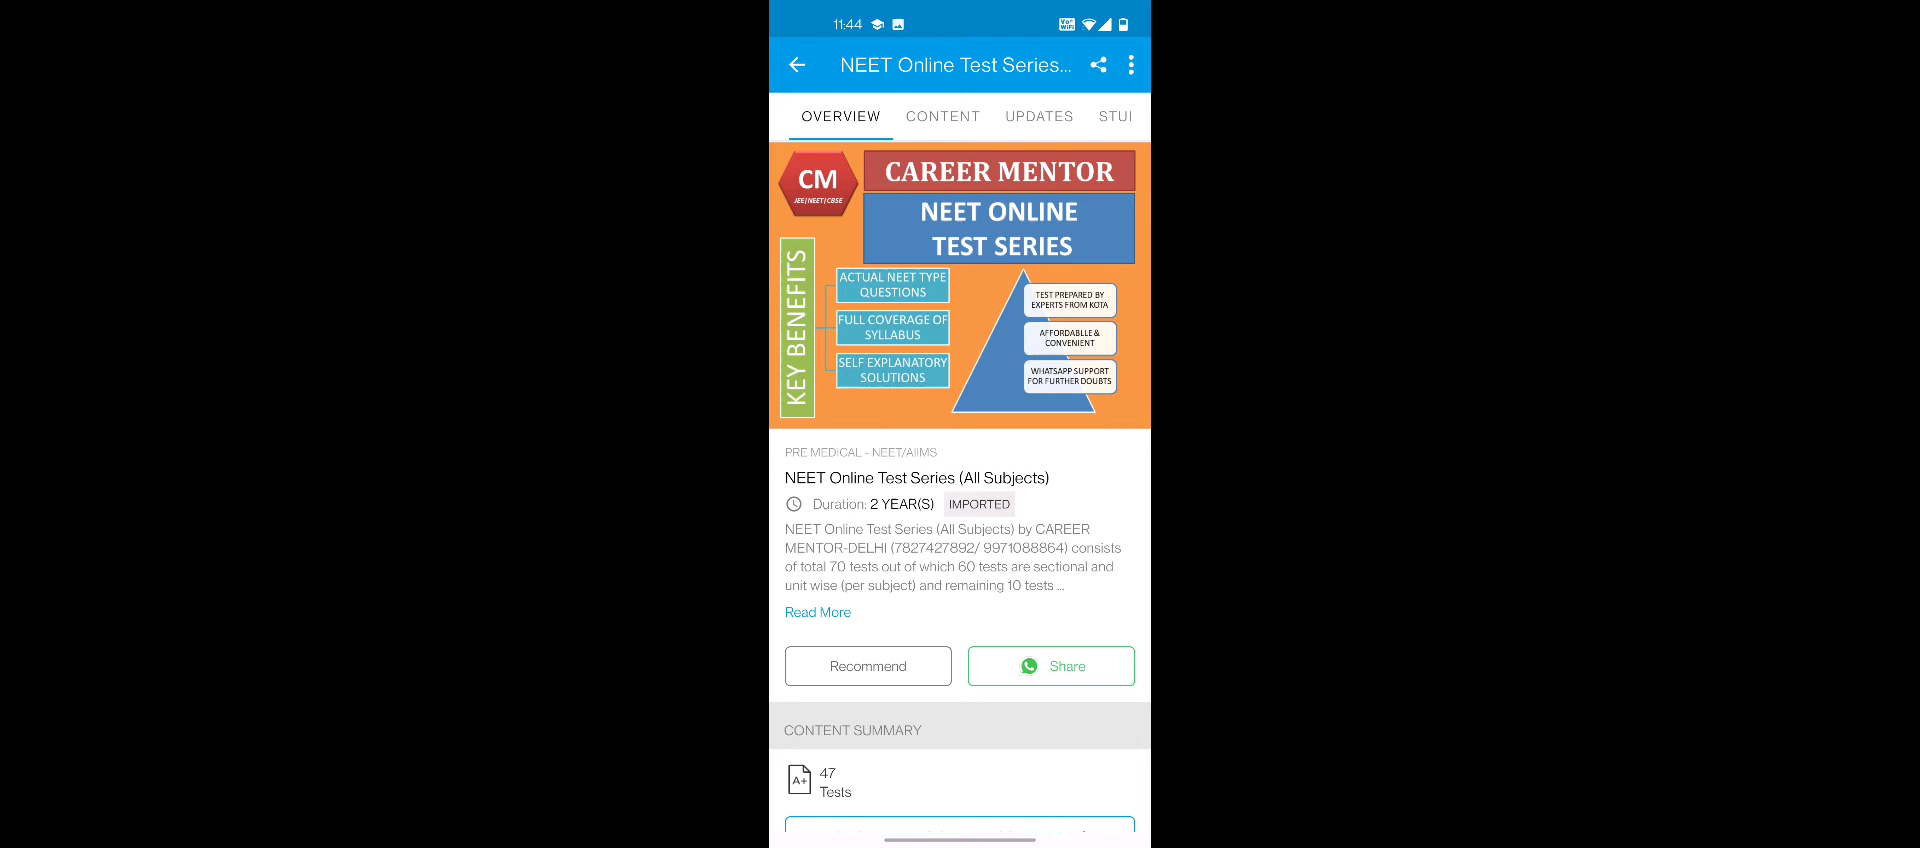 11:44
Vo)) WiFi
NEET Online Test Series...
OVERVIEW CONTENT UPDATES STUI
CM
JEE|NEET|CBSE
CAREER MENTOR
NEET ONLINE
TEST SERIES
KEY BENEFITS
ACTUAL NEET TYPE
QUESTIONS
FULL COVERAGE OF
SYLLABUS
SELF EXPLANATORY
SOLUTIONS
TEST PREPARED BY
EXPERTS FROM KOTA
AFFORDABLLE &
CONVENIENT
WHATSAPP SUPPORT
FOR FURTHER DOUBTS
PRE MEDICAL - NEET/AIIMS
NEET Online Test Series (All Subjects)
Duration: 2 YEAR(S) IMPORTED
NEET Online Test Series (All Subjects) by CAREER
MENTOR-DELHI (7827427892/ 9971088864) consists
of total 70 tests out of which 60 tests are sectional and
unit wise (per subject) and remaining 10 tests ...
Read More
Recommend
Share
CONTENT SUMMARY
A+
47
Tests